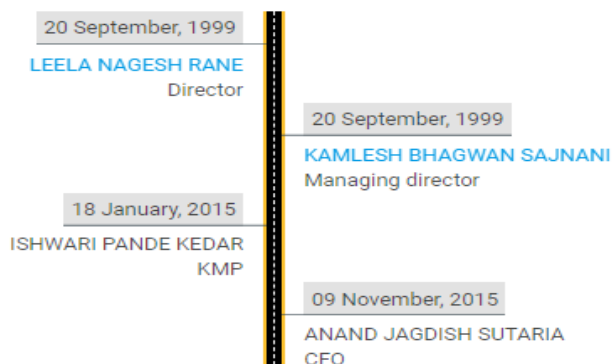 20 September, 1999
LEELA NAGESH RANE
Director
20 September, 1999
KAMLESH BHAGWAN SAJNANI
Managing director
18 January, 2015
ISHWARI PANDE KEDAR
KMP
09 November, 2015
ANAND JAGDISH SUTARIA